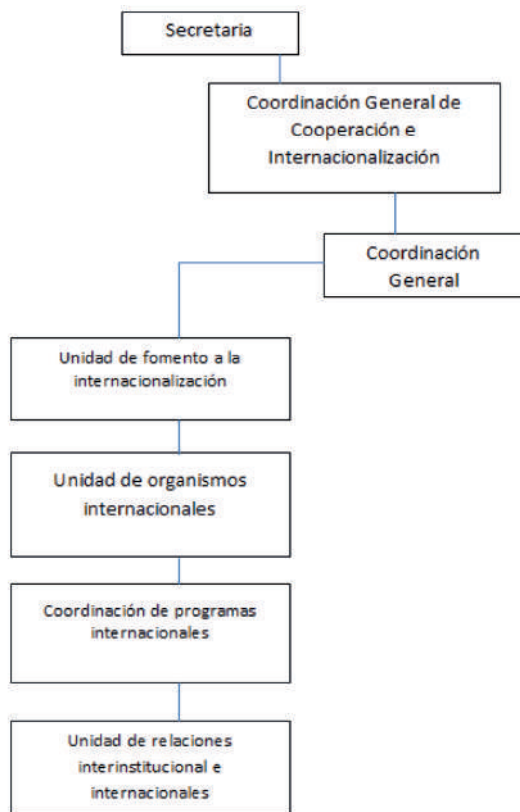 Secretaria
Coordinación General de
Cooperación e
Internacionalización
Coordinación
General
Unidad de fomento a la
internacionalización
Unidad de organismos
internacionales
Coordinación de programas
internacionales
Unidad de relaciones
interinstitucional e
internacionales